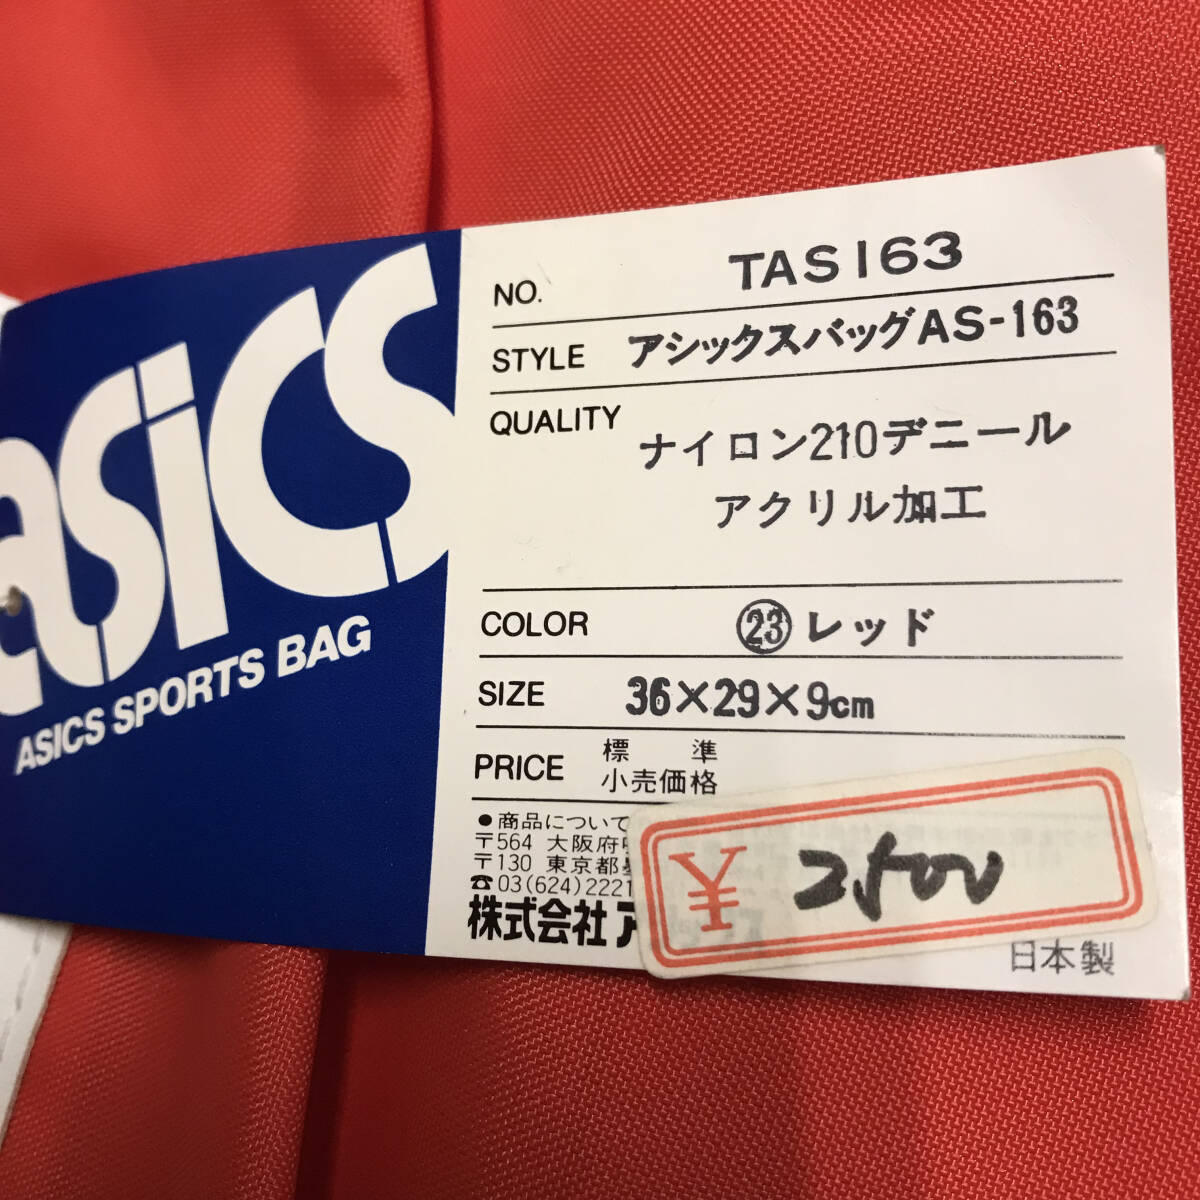 asics
ASICS SPORTS BAG
NO. TAS163
STYLE アシックスバッグAS-163
QUALITY ナイロン210デニール
アクリル加工
COLOR ㉓レッド
SIZE 36×29×9cm
PRICE 標準
小売価格
●商品について
〒564 大阪府
〒130 東京都
☎03(624)2221
株式会社ア
¥ 2500
日本製